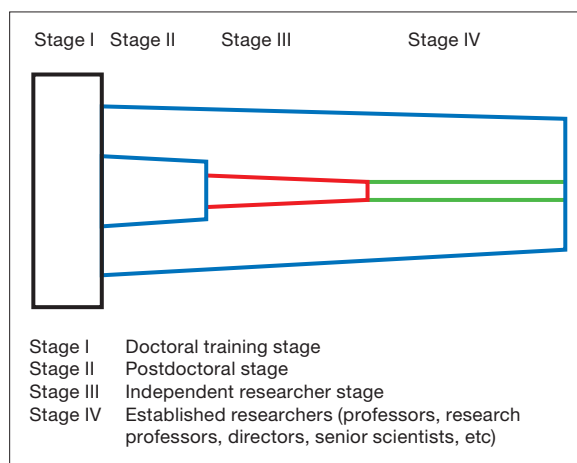 Stage I Stage II Stage III Stage IV
Stage I Doctoral training stage
Stage II Postdoctoral stage
Stage III Independent researcher stage
Stage IV Established researchers (professors, research
professors, directors, senior scientists, etc)